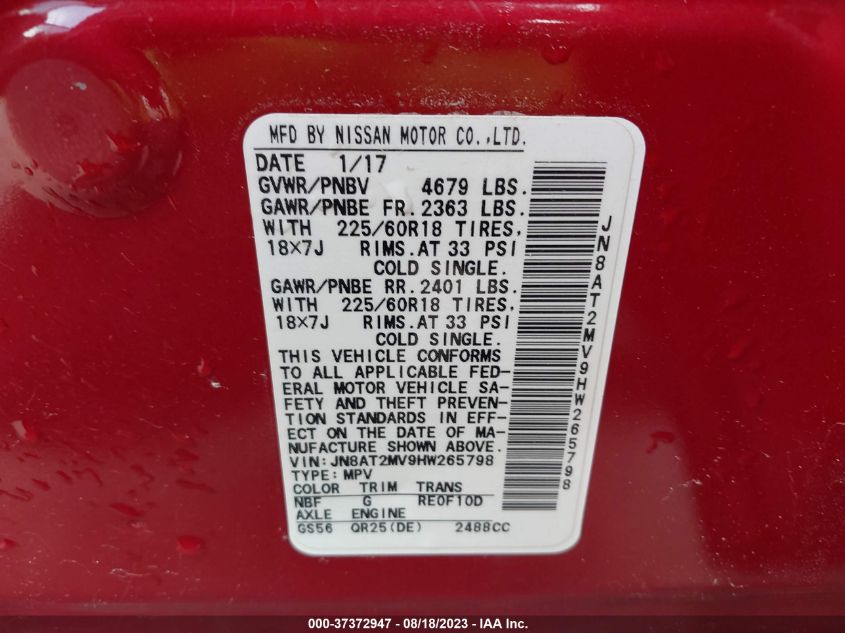 MFD BY NISSAN MOTOR CO.,LTD.
DATE 1/17
GVWR/PNBV 4679 LBS.
GAWR/PNBE FR.2363 LBS.
WITH 225/60R18 TIRES,
18×7J RIMS.AT 33 PSI
COLD SINGLE.
GAWR/PNBE RR.2401 LBS.
WITH 225/60R18 TIRES,
18×7J RIMS.AT 33 PSI
COLD SINGLE.
THIS VEHICLE CONFORMS
TO ALL APPLICABLE FED-
ERAL MOTOR VEHICLE SA-
FETY AND THEFT PREVEN-
TION STANDARDS IN EFF-
ECT ON THE DATE OF MA-
NUFACTURE SHOWN ABOVE.
VIN:JN8AT2MV9HW265798
TYPE:MPV
COLOR TRIM TRANS
NBF G RE0F10D
AXLE ENGINE
GS56 QR25(DE) 2488CC
JN8AT2MV9HW265798
000-37372947 - 08/18/2023 - IAA Inc.